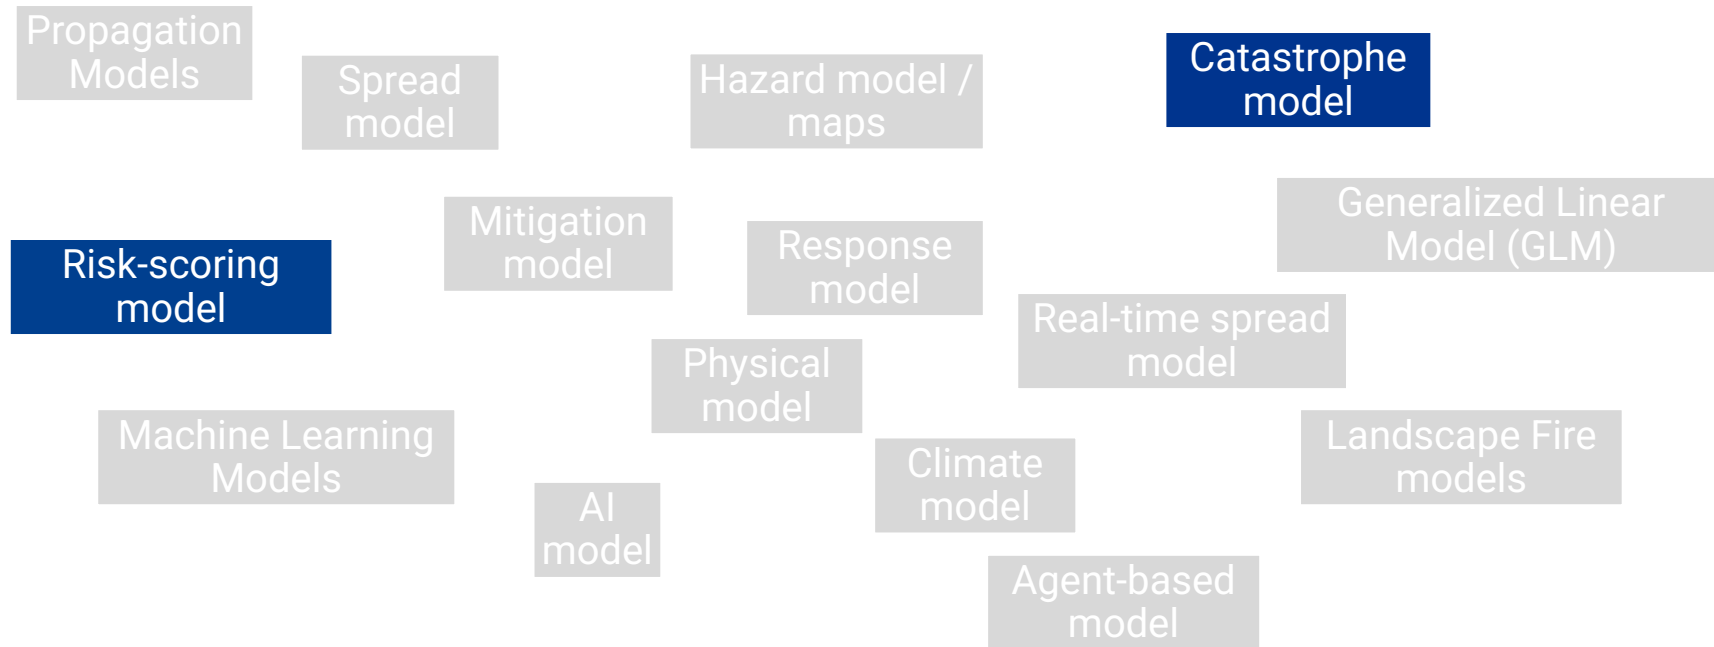 Propagation
Models
Spread
model
Hazard model /
maps
Catastrophe
model
Mitigation
model
Response
model
Generalized Linear
Model (GLM)
Risk-scoring
model
Real-time spread
model
Physical
model
Machine Learning
Models
Climate
model
Landscape Fire
models
AI
model
Agent-based
model